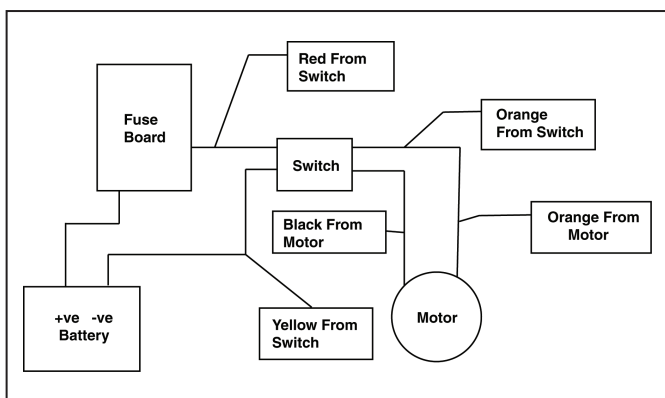 Red From
Switch
Fuse
Board
Orange
From Switch
Switch
Black From
Motor
Orange From
Motor
+ve -ve
Battery
Yellow From
Switch
Motor